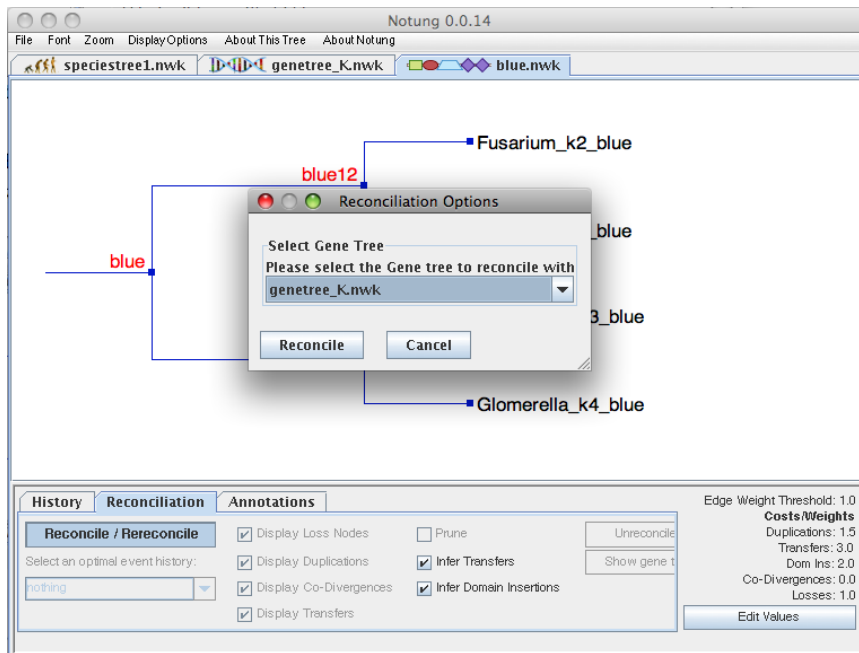 Notung 0.0.14
File Font Zoom DisplayOptions About This Tree About Notung
speciestree1.nwk genetree_K.nwk blue.nwk
Fusarium_k2_blue
blue12
Reconciliation Options
_blue
Select Gene Tree
blue
Please select the Gene tree to reconcile with
genetree_K.nwk
3_blue
Reconcile Cancel
Glomerella_k4_blue
History Reconciliation Annotations
Edge Weight Threshold: 1.0
Costs/Weights
Reconcile / Rereconcile Display Loss Nodes Prune Unreconcile
Duplications: 1.5
Transfers: 3.0
Select an optimal event history: Display Duplications Infer Transfers Show gene t
Dom Ins: 2.0
Co-Divergences: 0.0
nothing Display Co-Divergences Infer Domain Insertions
Losses: 1.0
Display Transfers
Edit Values